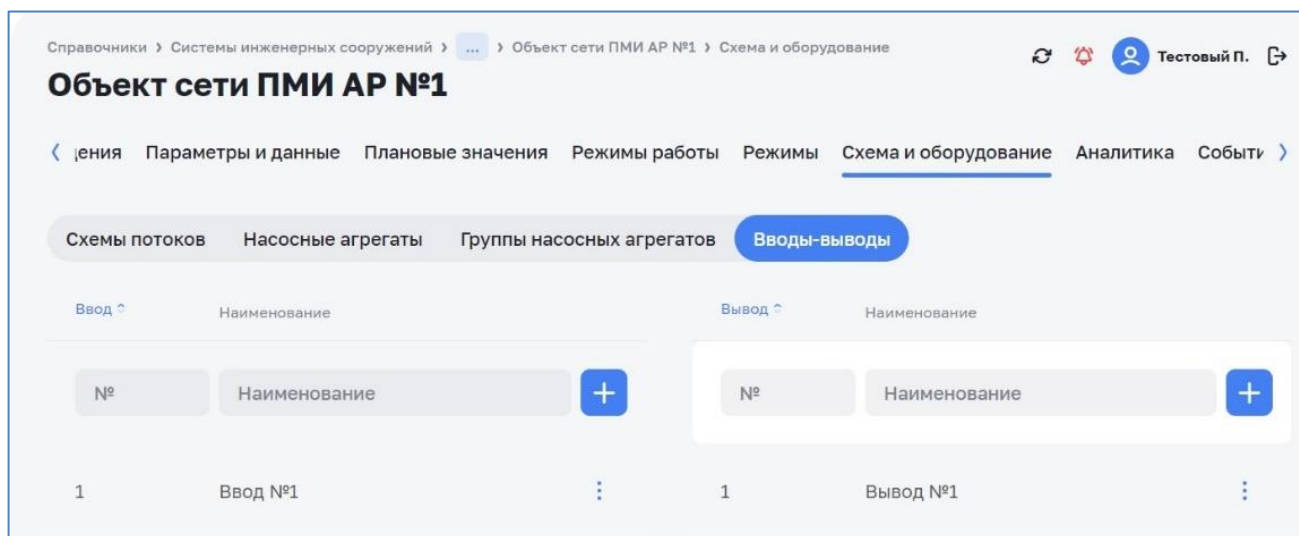 Справочники › Системы инженерных сооружений › ... › Объект сети ПМИ АР №1 › Схема и оборудование
Тестовый П.
Объект сети ПМИ АР №1
Параметры и данные Плановые значения Режимы работы Режимы Схема и оборудование Аналитика
Схемы потоков Насосные агрегаты Группы насосных агрегатов Вводы-выводы
Ввод Наименование Вывод Наименование
№ Наименование + № Наименование +
1 Ввод №1 1 Вывод №1